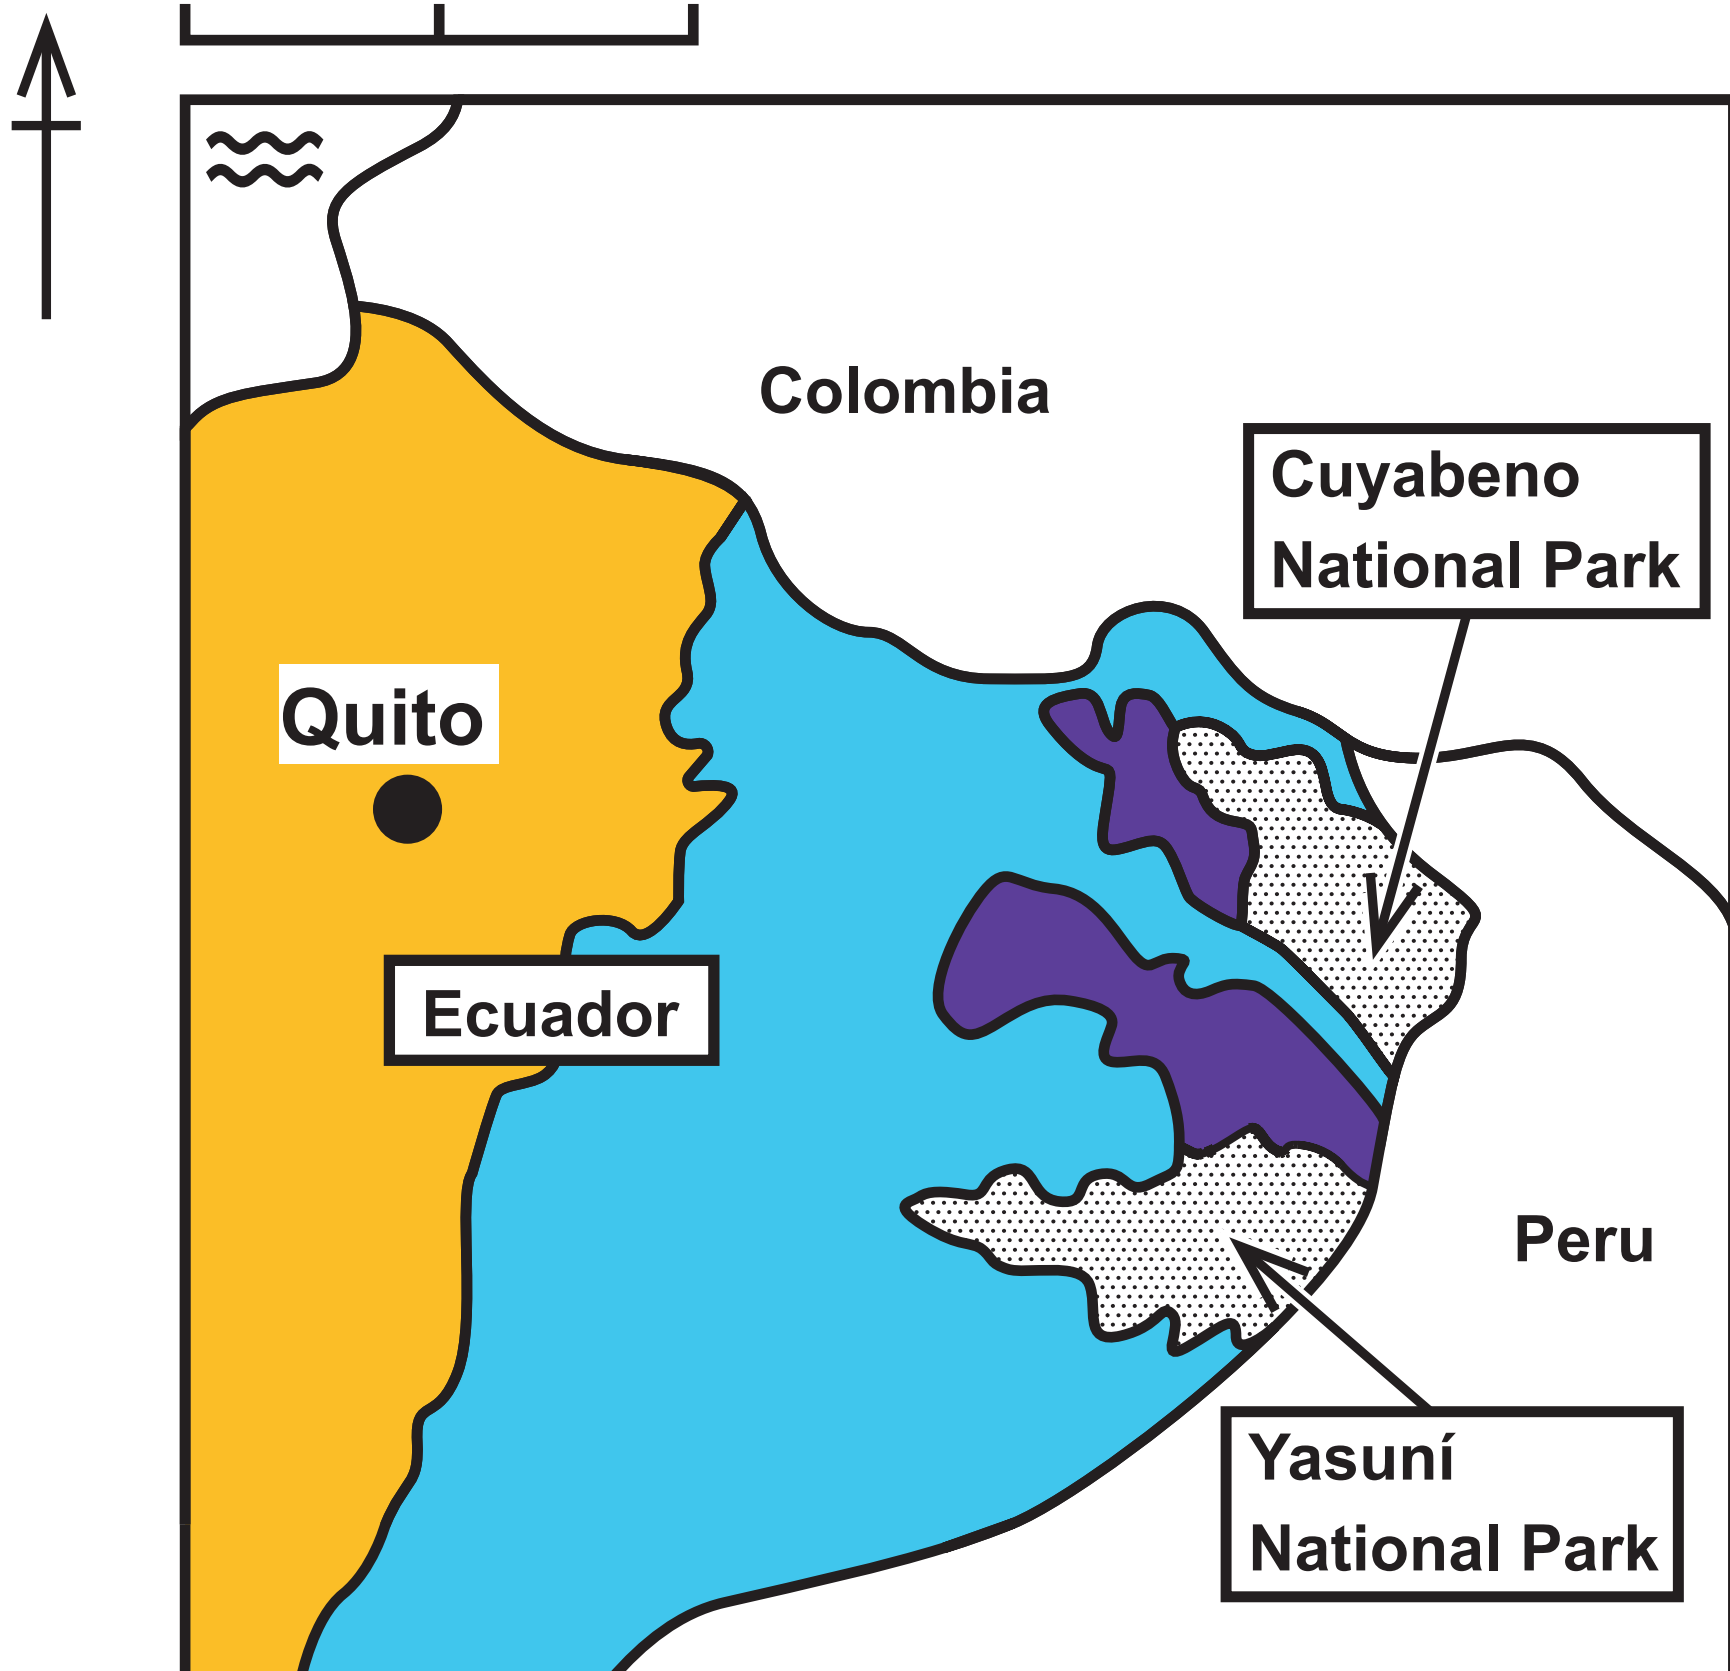 Colombia
Cuyabeno
National Park
Quito
Ecuador
Peru
Yasuní
National Park